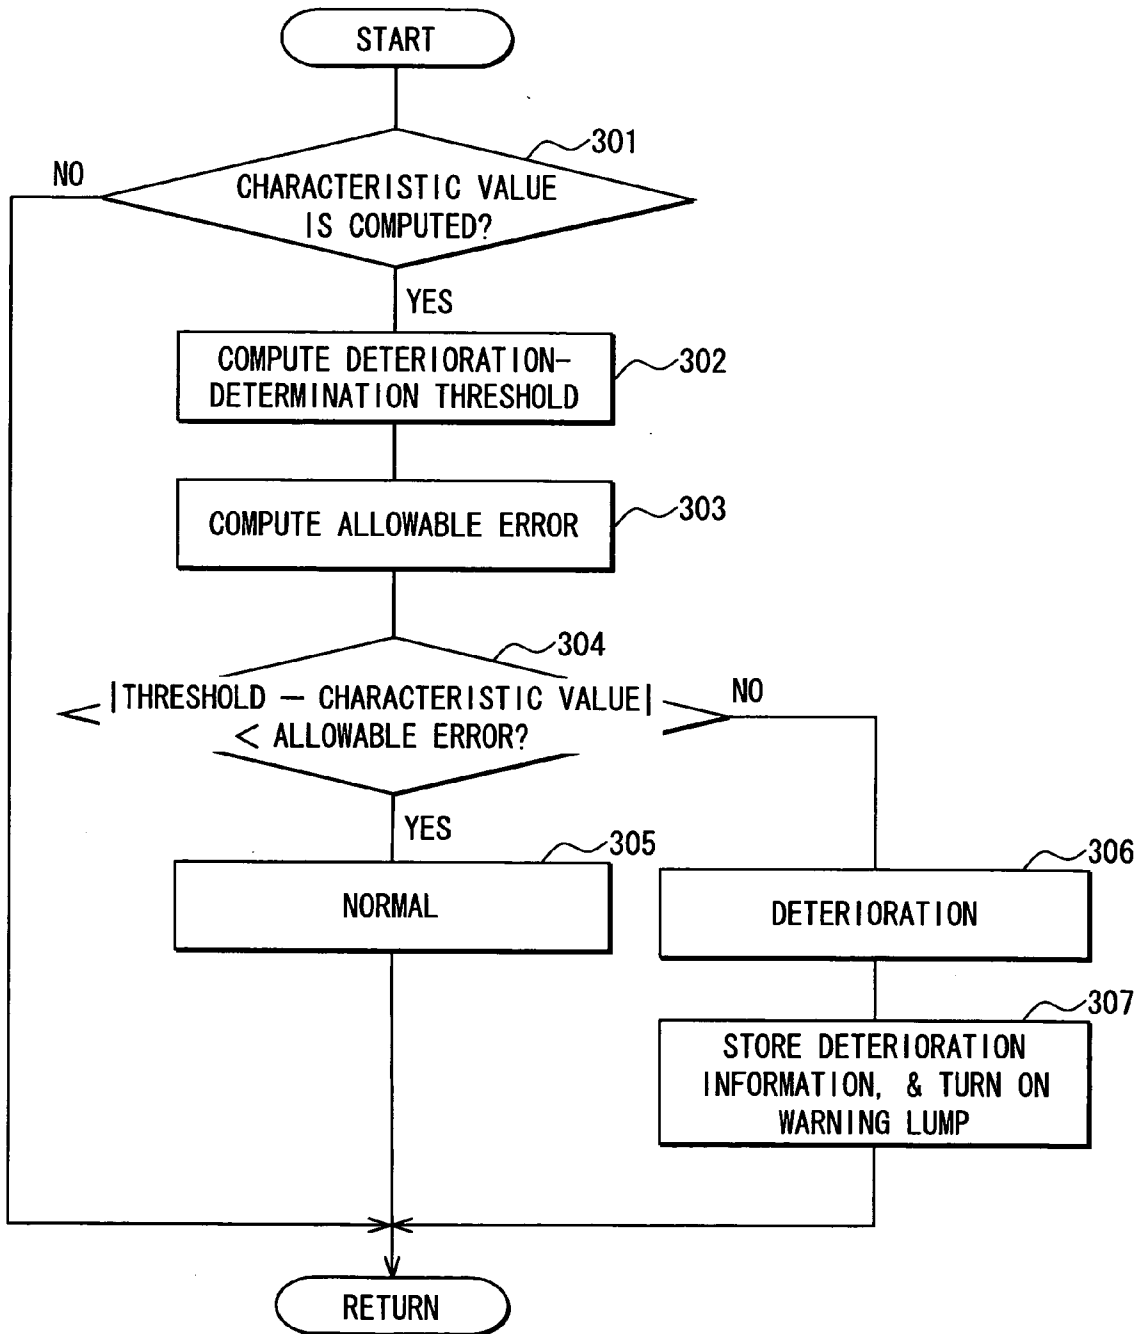 START
301
NO
CHARACTERISTIC VALUE
IS COMPUTED?
YES
COMPUTE DETERIORATION-
DETERMINATION THRESHOLD
302
COMPUTE ALLOWABLE ERROR
303
304
|THRESHOLD — CHARACTERISTIC VALUE|
< ALLOWABLE ERROR?
NO
YES
305
NORMAL
306
DETERIORATION
307
STORE DETERIORATION
INFORMATION, & TURN ON
WARNING LUMP
RETURN